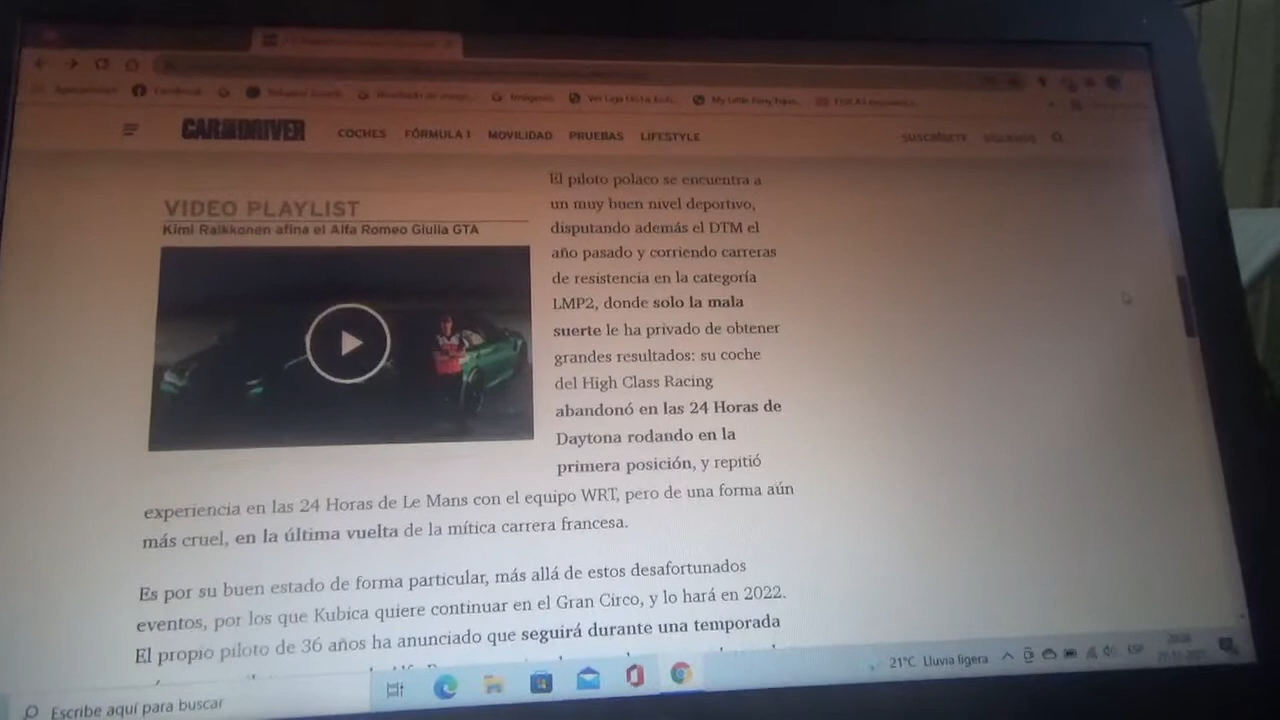 Facebook
Imágenes
CAR AND DRIVER
COCHES
FÓRMULA 1
MOVILIDAD
PRUEBAS
LIFESTYLE
SUSCRÍBETE
SÍGUENOS
VIDEO PLAYLIST
Kimi Raikkonen afina el Alfa Romeo Giulia GTA
El piloto polaco se encuentra a
un muy buen nivel deportivo,
disputando además el DTM el
año pasado y corriendo carreras
de resistencia en la categoría
LMP2, donde solo la mala
suerte le ha privado de obtener
grandes resultados: su coche
del High Class Racing
abandonó en las 24 Horas de
Daytona rodando en la
primera posición, y repitió
experiencia en las 24 Horas de Le Mans con el equipo WRT, pero de una forma aún
más cruel, en la última vuelta de la mítica carrera francesa.
Es por su buen estado de forma particular, más allá de estos desafortunados
eventos, por los que Kubica quiere continuar en el Gran Circo, y lo hará en 2022.
El propio piloto de 36 años ha anunciado que seguirá durante una temporada
Escribe aquí para buscar
21°C Lluvia ligera
ESP